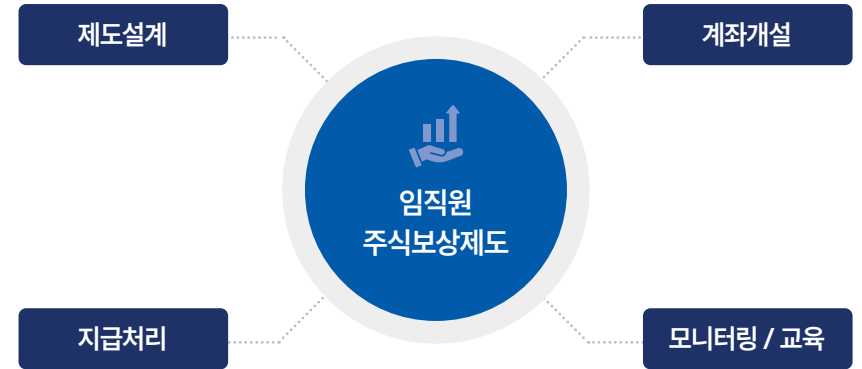 제도설계
계좌개설
임직원
주식보상제도
지급처리
모니터링 / 교육